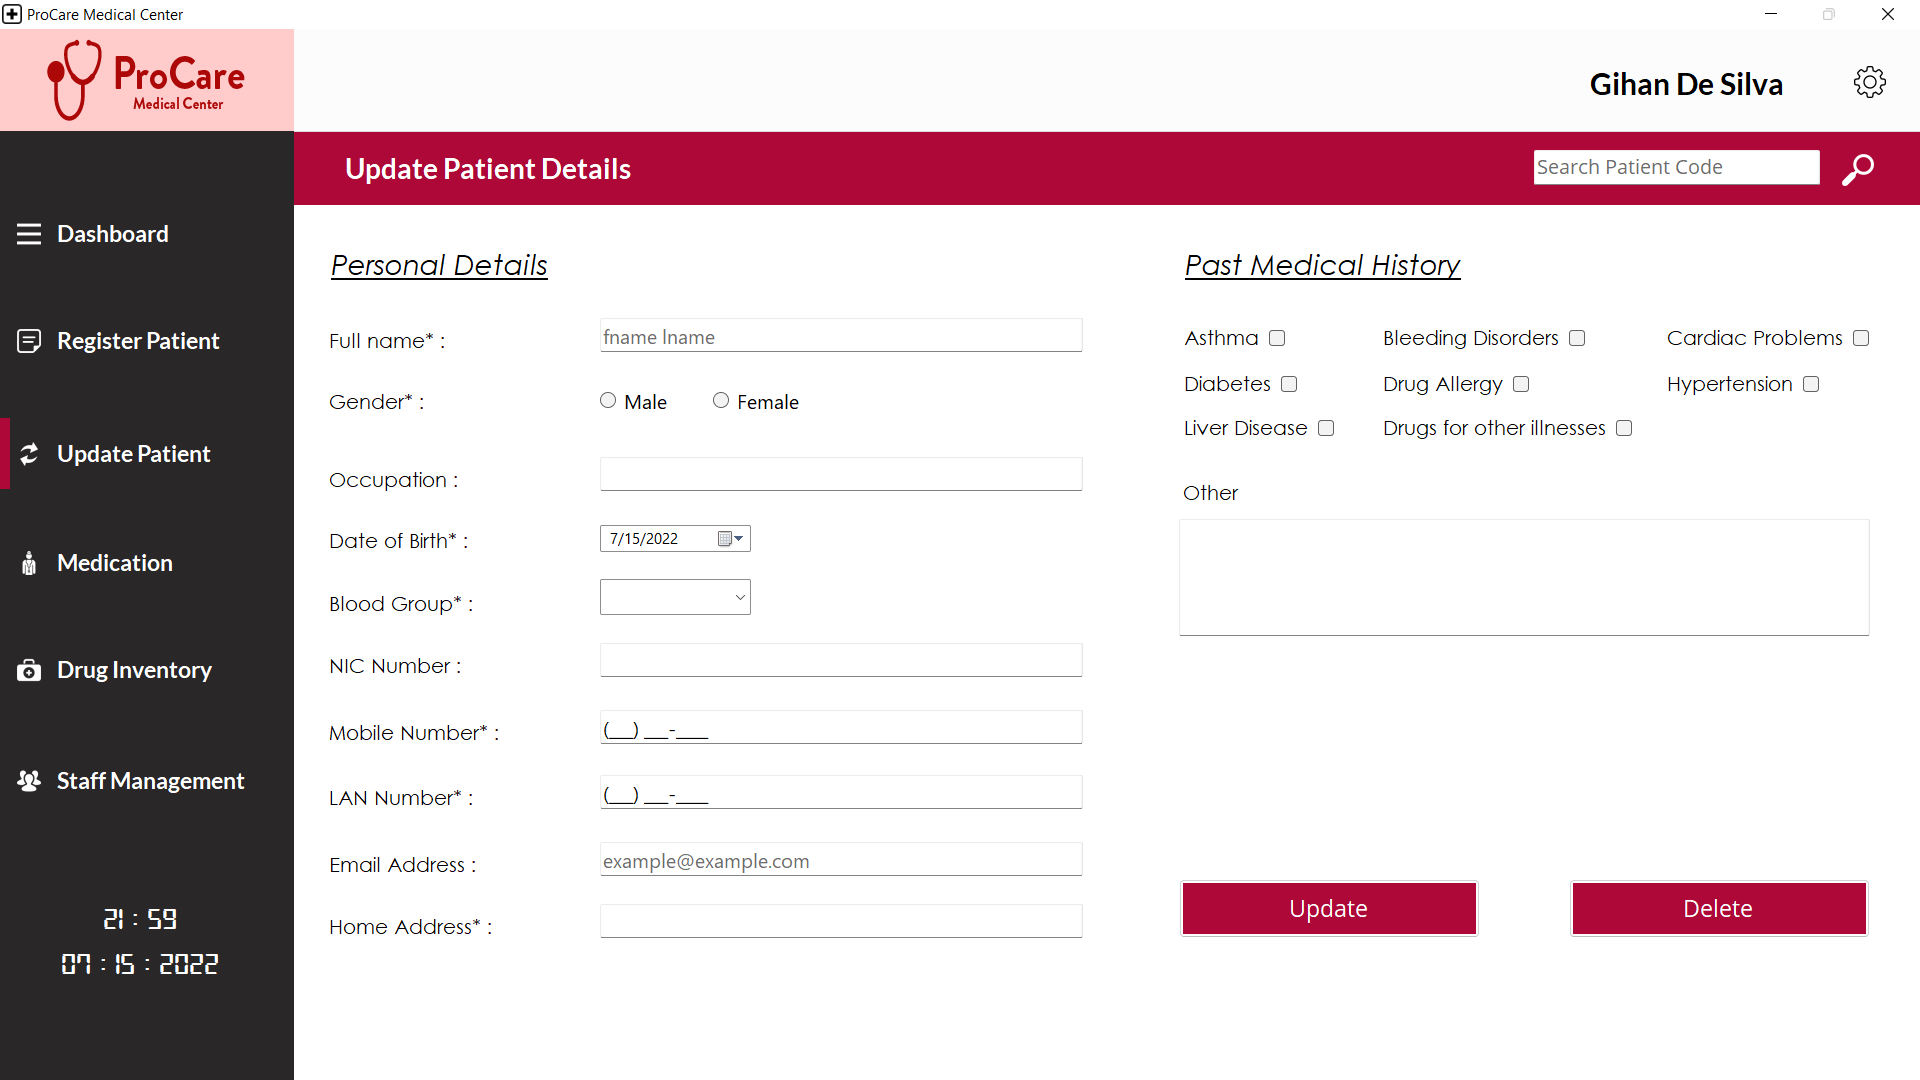 ProCare Medical Center
ProCare
Medical Center
Gihan De Silva
Update Patient Details
Search Patient Code
Dashboard
Register Patient
Update Patient
Medication
Drug Inventory
Staff Management
21 : 59
07 : 15 : 2022
Personal Details
Full name* :
fname lname
Gender* :
Male
Female
Occupation :
Date of Birth* :
7/15/2022
Blood Group* :
NIC Number :
Mobile Number* :
(__) __-___
LAN Number* :
(__) __-___
Email Address :
example@example.com
Home Address* :
Past Medical History
Asthma
Bleeding Disorders
Cardiac Problems
Diabetes
Drug Allergy
Hypertension
Liver Disease
Drugs for other illnesses
Other
Update
Delete